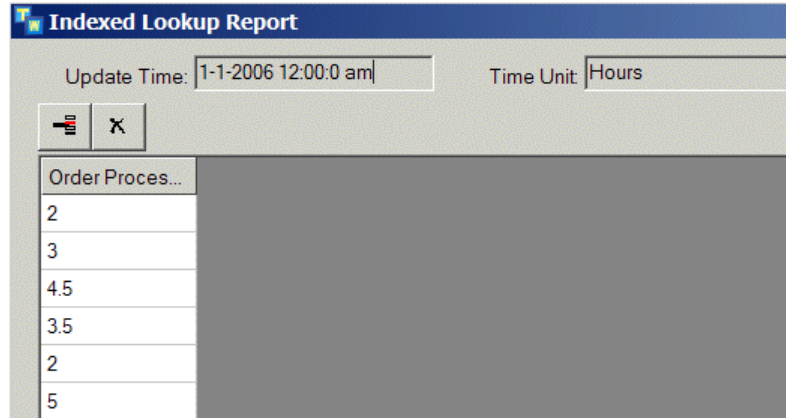 TW Indexed Lookup Report
Update Time: 1-1-2006 12:00:0 am Time Unit: Hours
Order Proces...
2
3
4.5
3.5
2
5